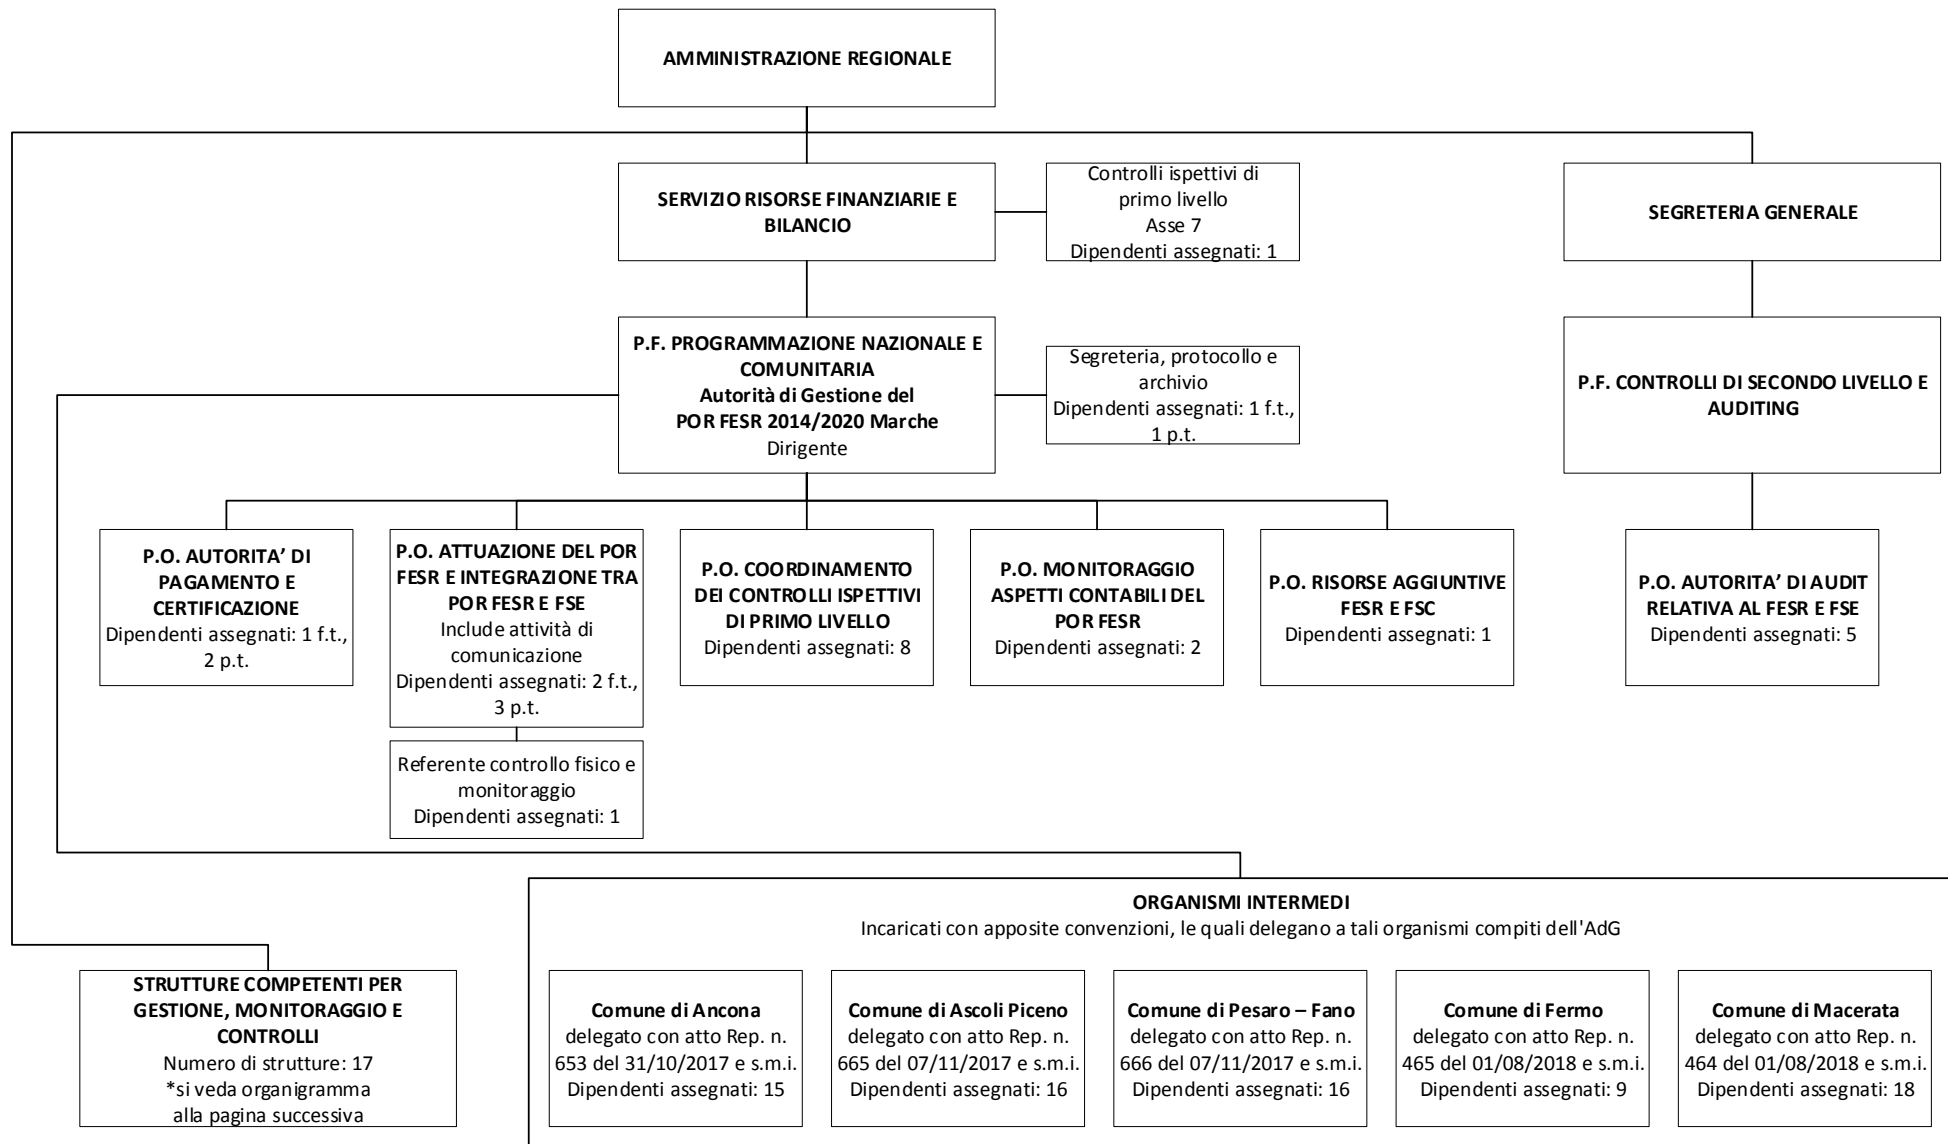 AMMINISTRAZIONE REGIONALE
SERVIZIO RISORSE FINANZIARIE E
BILANCIO
Controlli ispettivi di
primo livello
Asse 7
Dipendenti assegnati: 1
SEGRETERIA GENERALE
P.F. PROGRAMMAZIONE NAZIONALE E
COMUNITARIA
Autorità di Gestione del
POR FESR 2014/2020 Marche
Dirigente
Segreteria, protocollo e
archivio
Dipendenti assegnati: 1 f.t.,
1 p.t.
P.F. CONTROLLI DI SECONDO LIVELLO E
AUDITING
P.O. AUTORITA’ DI
PAGAMENTO E
CERTIFICAZIONE
Dipendenti assegnati: 1 f.t.,
2 p.t.
P.O. ATTUAZIONE DEL POR
FESR E INTEGRAZIONE TRA
POR FESR E FSE
Include attività di
comunicazione
Dipendenti assegnati: 2 f.t.,
3 p.t.
P.O. COORDINAMENTO
DEI CONTROLLI ISPETTIVI
DI PRIMO LIVELLO
Dipendenti assegnati: 8
P.O. MONITORAGGIO
ASPETTI CONTABILI DEL
POR FESR
Dipendenti assegnati: 2
P.O. RISORSE AGGIUNTIVE
FESR E FSC
Dipendenti assegnati: 1
P.O. AUTORITA’ DI AUDIT
RELATIVA AL FESR E FSE
Dipendenti assegnati: 5
Referente controllo fisico e
monitoraggio
Dipendenti assegnati: 1
ORGANISMI INTERMEDI
Incaricati con apposite convenzioni, le quali delegano a tali organismi compiti dell'AdG
STRUTTURE COMPETENTI PER
GESTIONE, MONITORAGGIO E
CONTROLLI
Numero di strutture: 17
*si veda organigramma
alla pagina successiva
Comune di Ancona
delegato con atto Rep. n.
653 del 31/10/2017 e s.m.i.
Dipendenti assegnati: 15
Comune di Ascoli Piceno
delegato con atto Rep. n.
665 del 07/11/2017 e s.m.i.
Dipendenti assegnati: 16
Comune di Pesaro – Fano
delegato con atto Rep. n.
666 del 07/11/2017 e s.m.i.
Dipendenti assegnati: 16
Comune di Fermo
delegato con atto Rep. n.
465 del 01/08/2018 e s.m.i.
Dipendenti assegnati: 9
Comune di Macerata
delegato con atto Rep. n.
464 del 01/08/2018 e s.m.i.
Dipendenti assegnati: 18